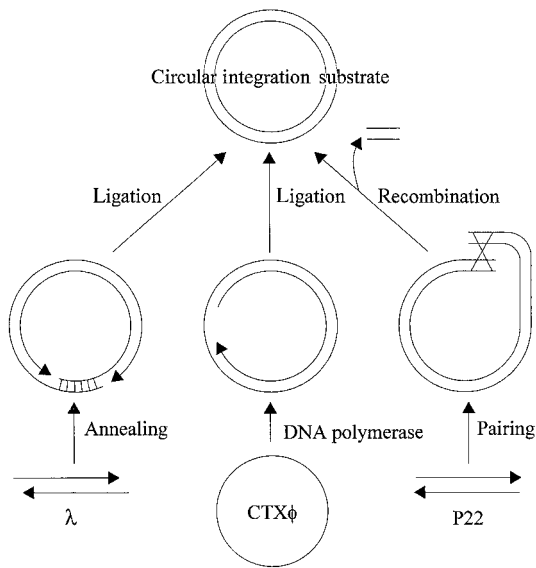 Circular integration substrate
Ligation
Ligation
Recombination
Annealing
DNA polymerase
Pairing
λ
CTXϕ
P22